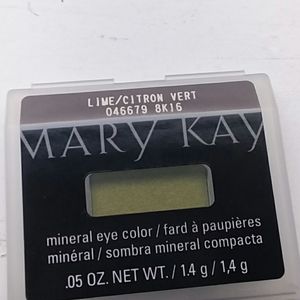 LIME/CITRON VERT
046679 8K16
MARY KAY
mineral eye color / fard à paupières
minéral / sombra mineral compacta
.05 OZ. NET WT. / 1.4 g / 1,4 g